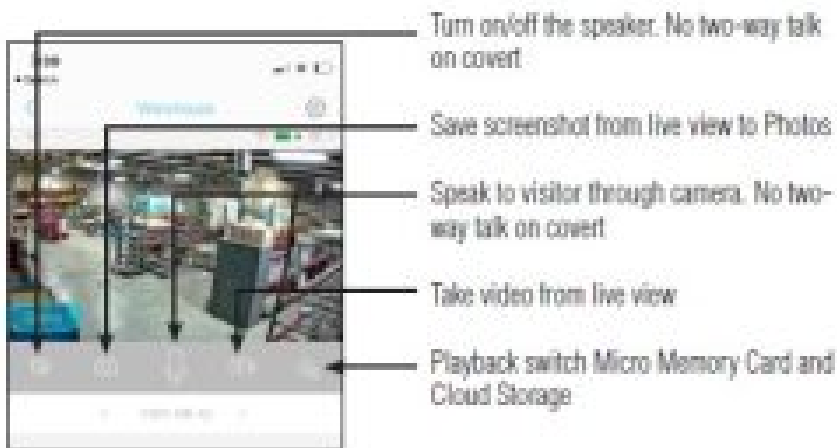 Turn on/off the speaker. No two-way talk
on covert
Warehouse
Save screenshot from live view to Photos
Speak to visitor through camera. No two-
way talk on covert
Take video from live view
Playback switch Micro Memory Card and
Cloud Storage